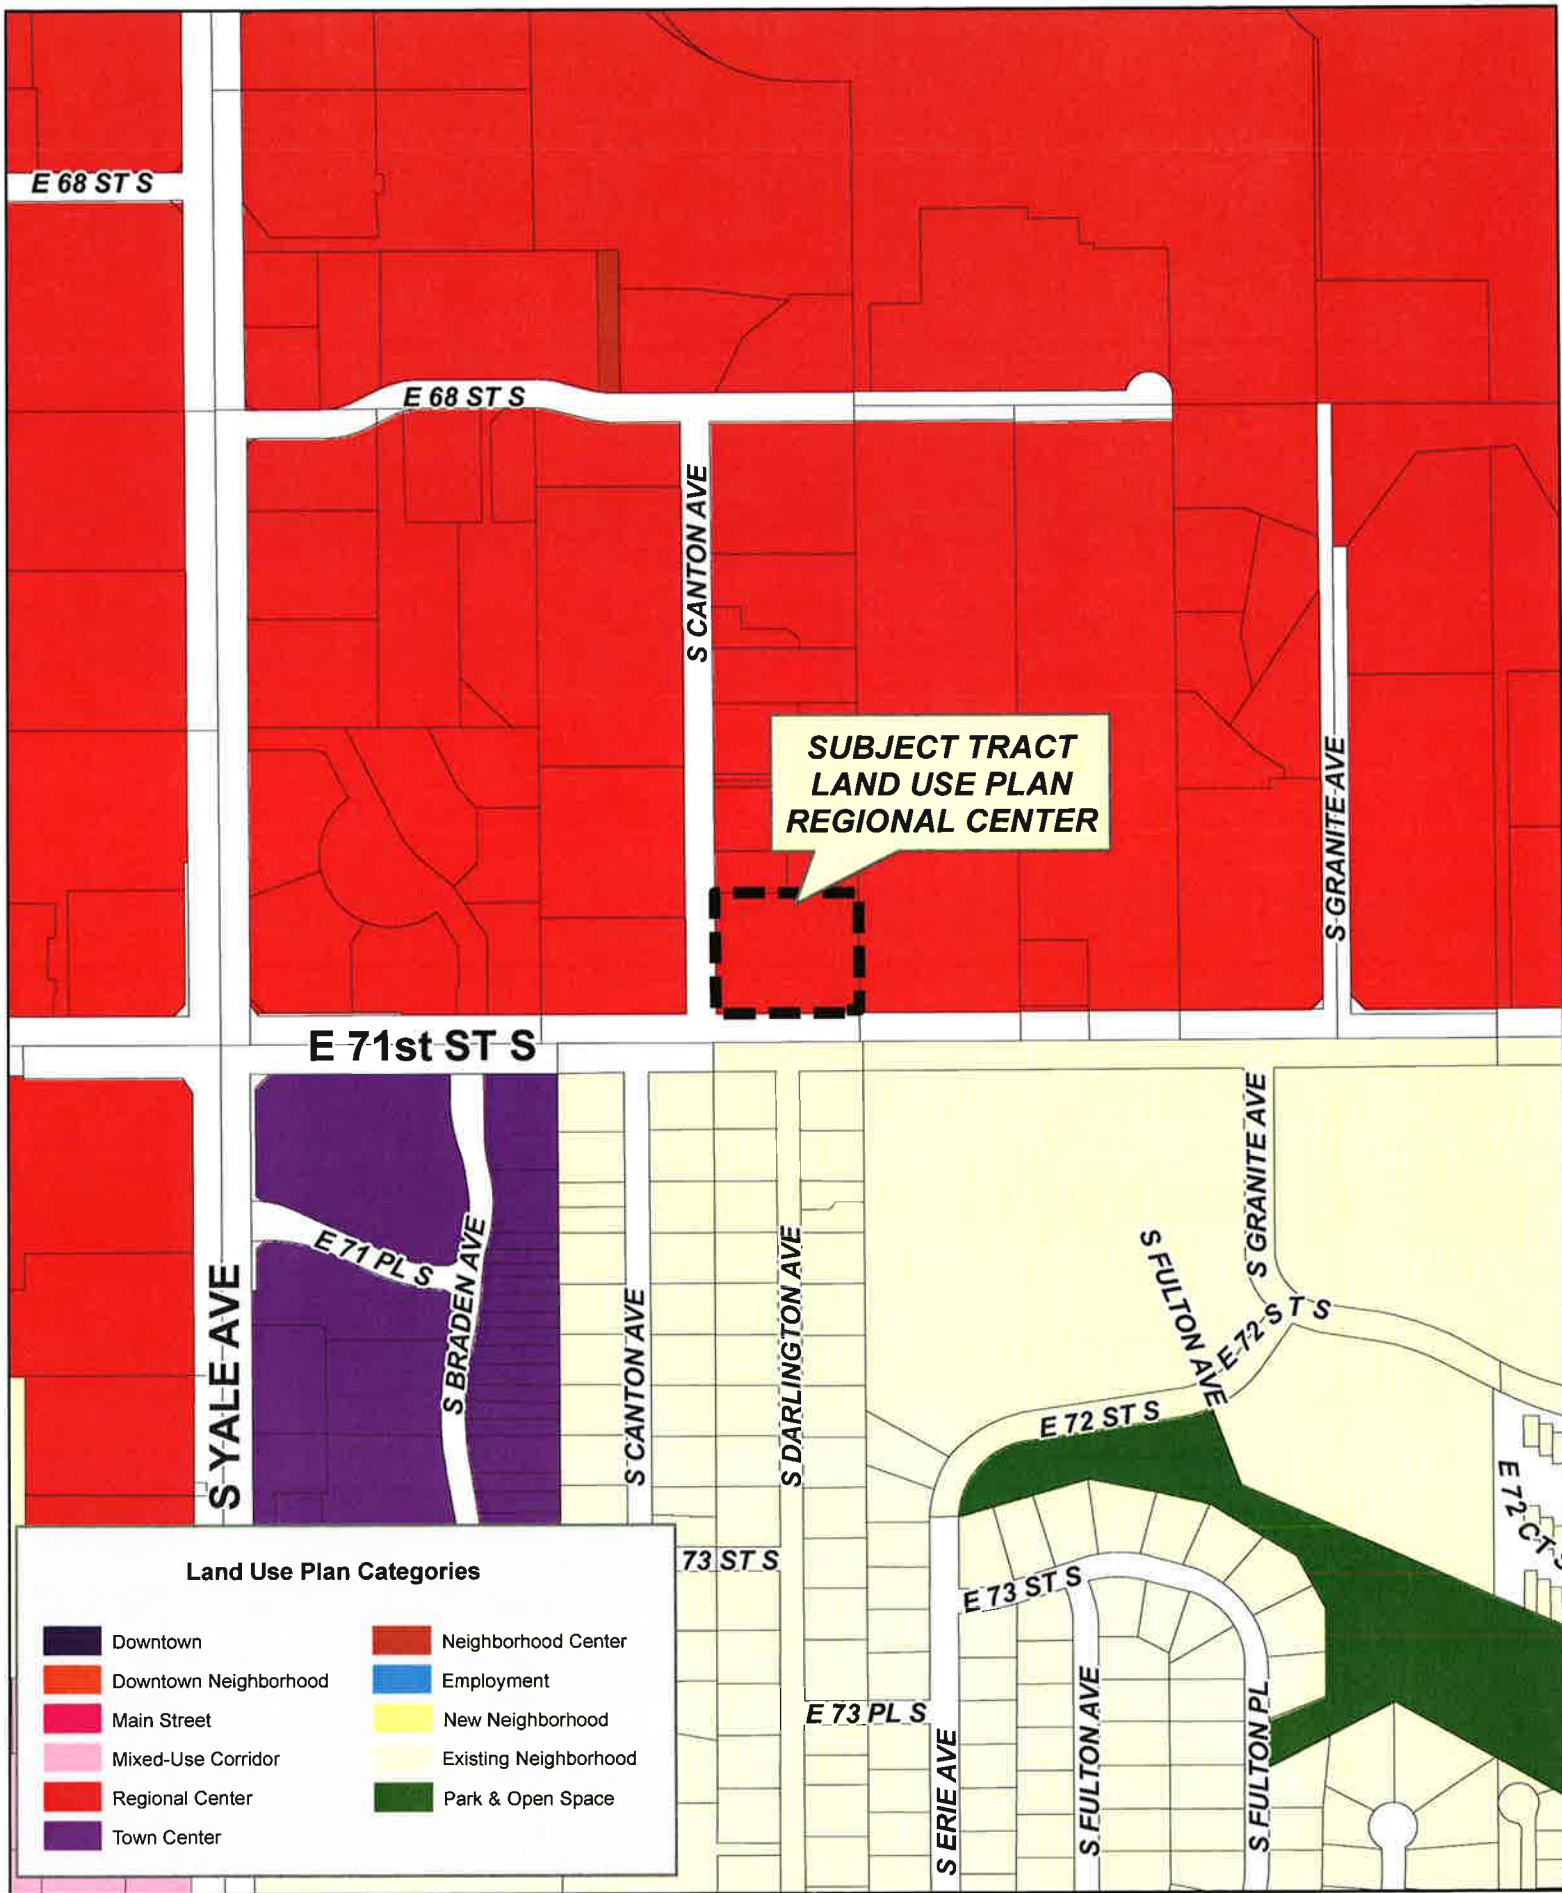 E 68 ST S
E 68 ST S
S CANTON AVE
SUBJECT TRACT
LAND USE PLAN
REGIONAL CENTER
S GRANITE AVE
E 71st ST S
S YALE AVE
E 71 PL S
S BRADEN AVE
S CANTON AVE
S DARLINGTON AVE
S GRANITE AVE
S FULTON AVE
E 72 ST S
E 72 ST S
E 72 CT S
73 ST S
E 73 ST S
E 73 PL S
S ERIE AVE
S FULTON AVE
S FULTON PL
Land Use Plan Categories
Downtown
Downtown Neighborhood
Main Street
Mixed-Use Corridor
Regional Center
Town Center
Neighborhood Center
Employment
New Neighborhood
Existing Neighborhood
Park & Open Space